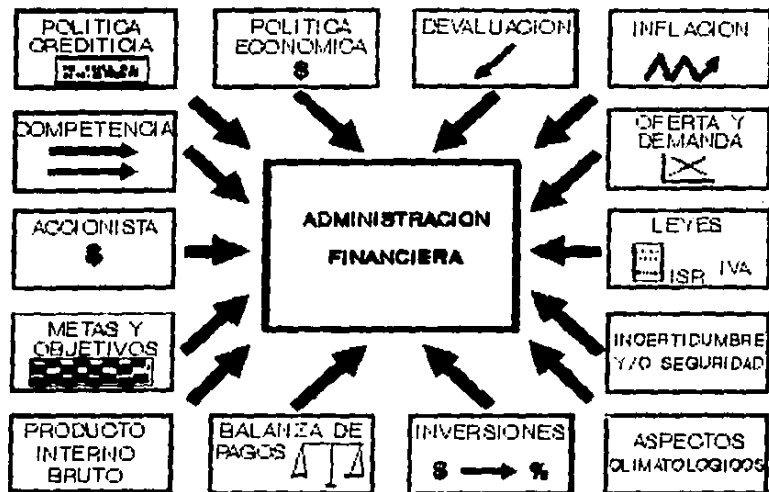 POLITICA
CREDITICIA
POLITICA
ECONOMICA
$
DEVALUACION
INFLACION
COMPETENCIA
OFERTA Y
DEMANDA
ACCIONISTA
$
ADMINISTRACION
FINANCIERA
LEYES
ISR IVA
METAS Y
OBJETIVOS
INCERTIDUMBRE
Y/O SEGURIDAD
PRODUCTO
INTERNO
BRUTO
BALANZA DE
PAGOS
INVERSIONES
$ %
ASPECTOS
CLIMATOLOGICOS